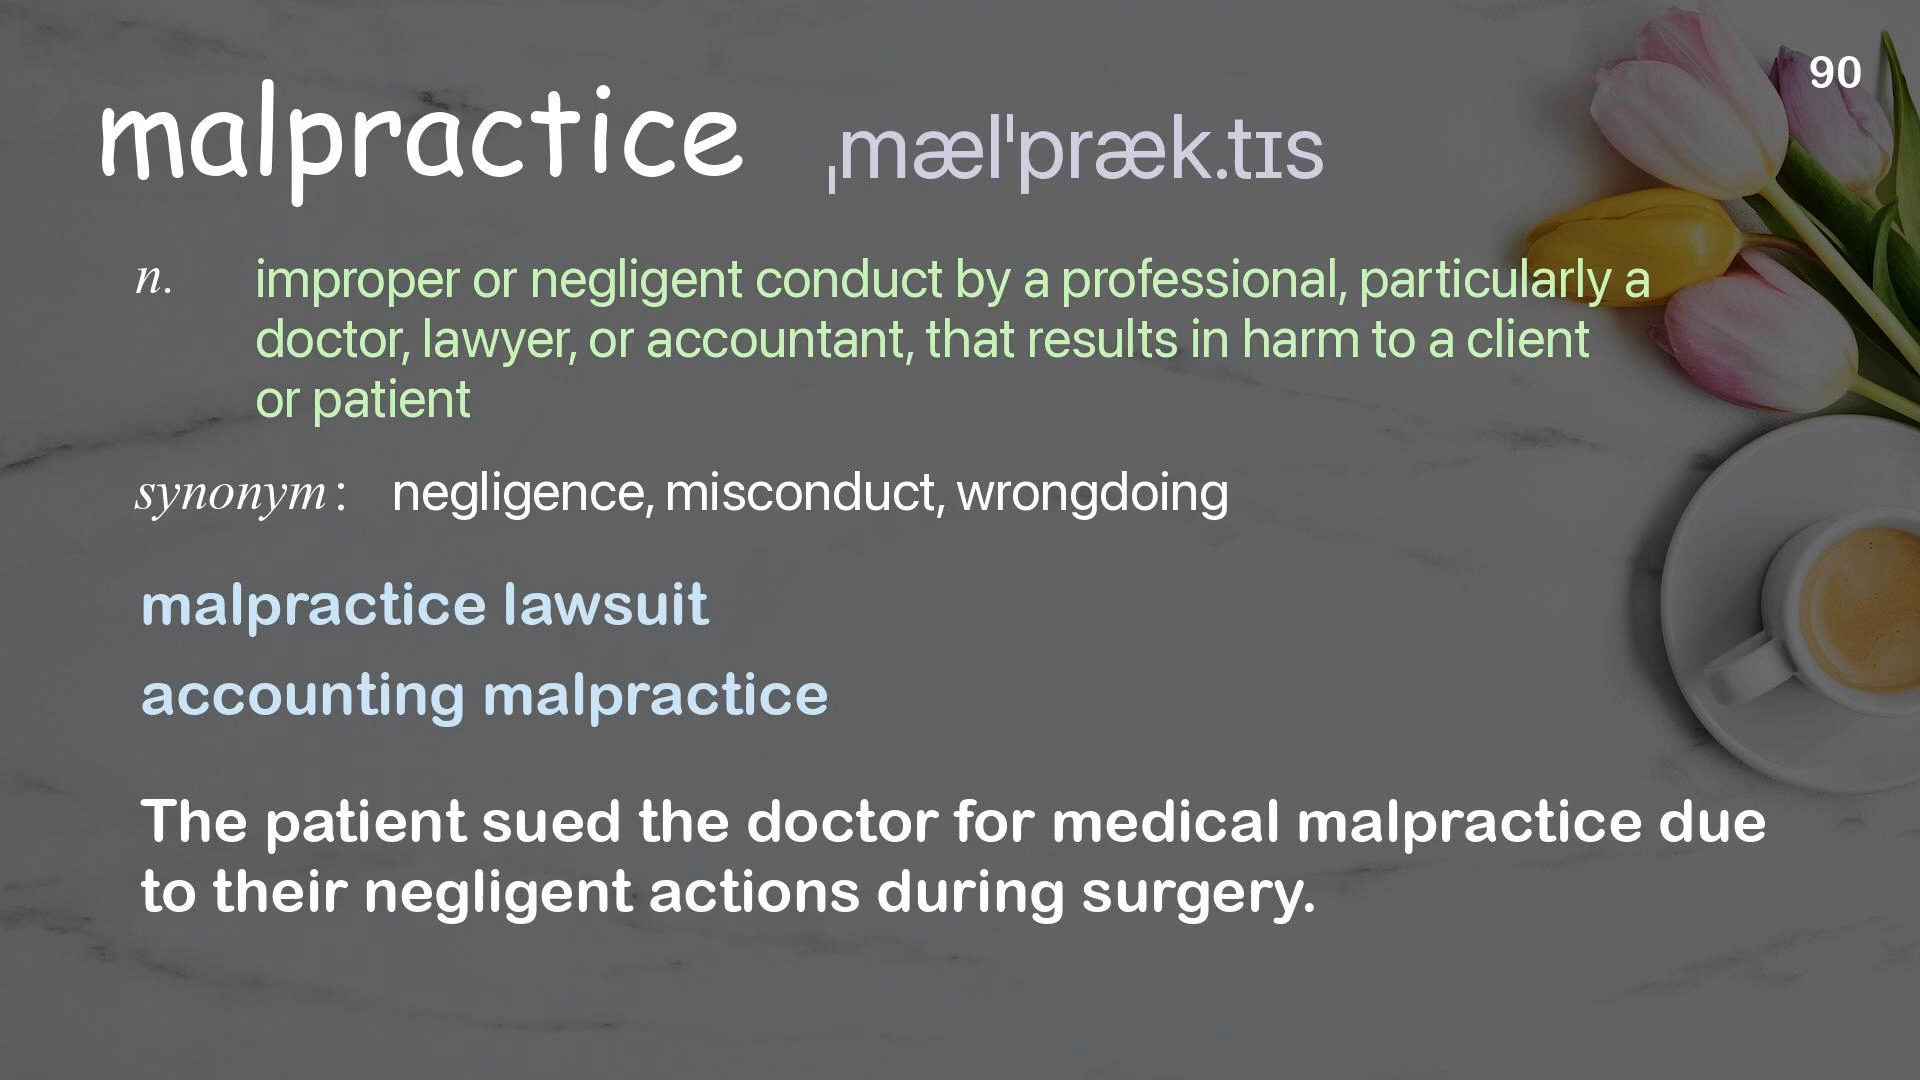 90
malpractice ˌmælˈpræk.tɪs
n. improper or negligent conduct by a professional, particularly a
doctor, lawyer, or accountant, that results in harm to a client
or patient
synonym : negligence, misconduct, wrongdoing
malpractice lawsuit
accounting malpractice
The patient sued the doctor for medical malpractice due
to their negligent actions during surgery.